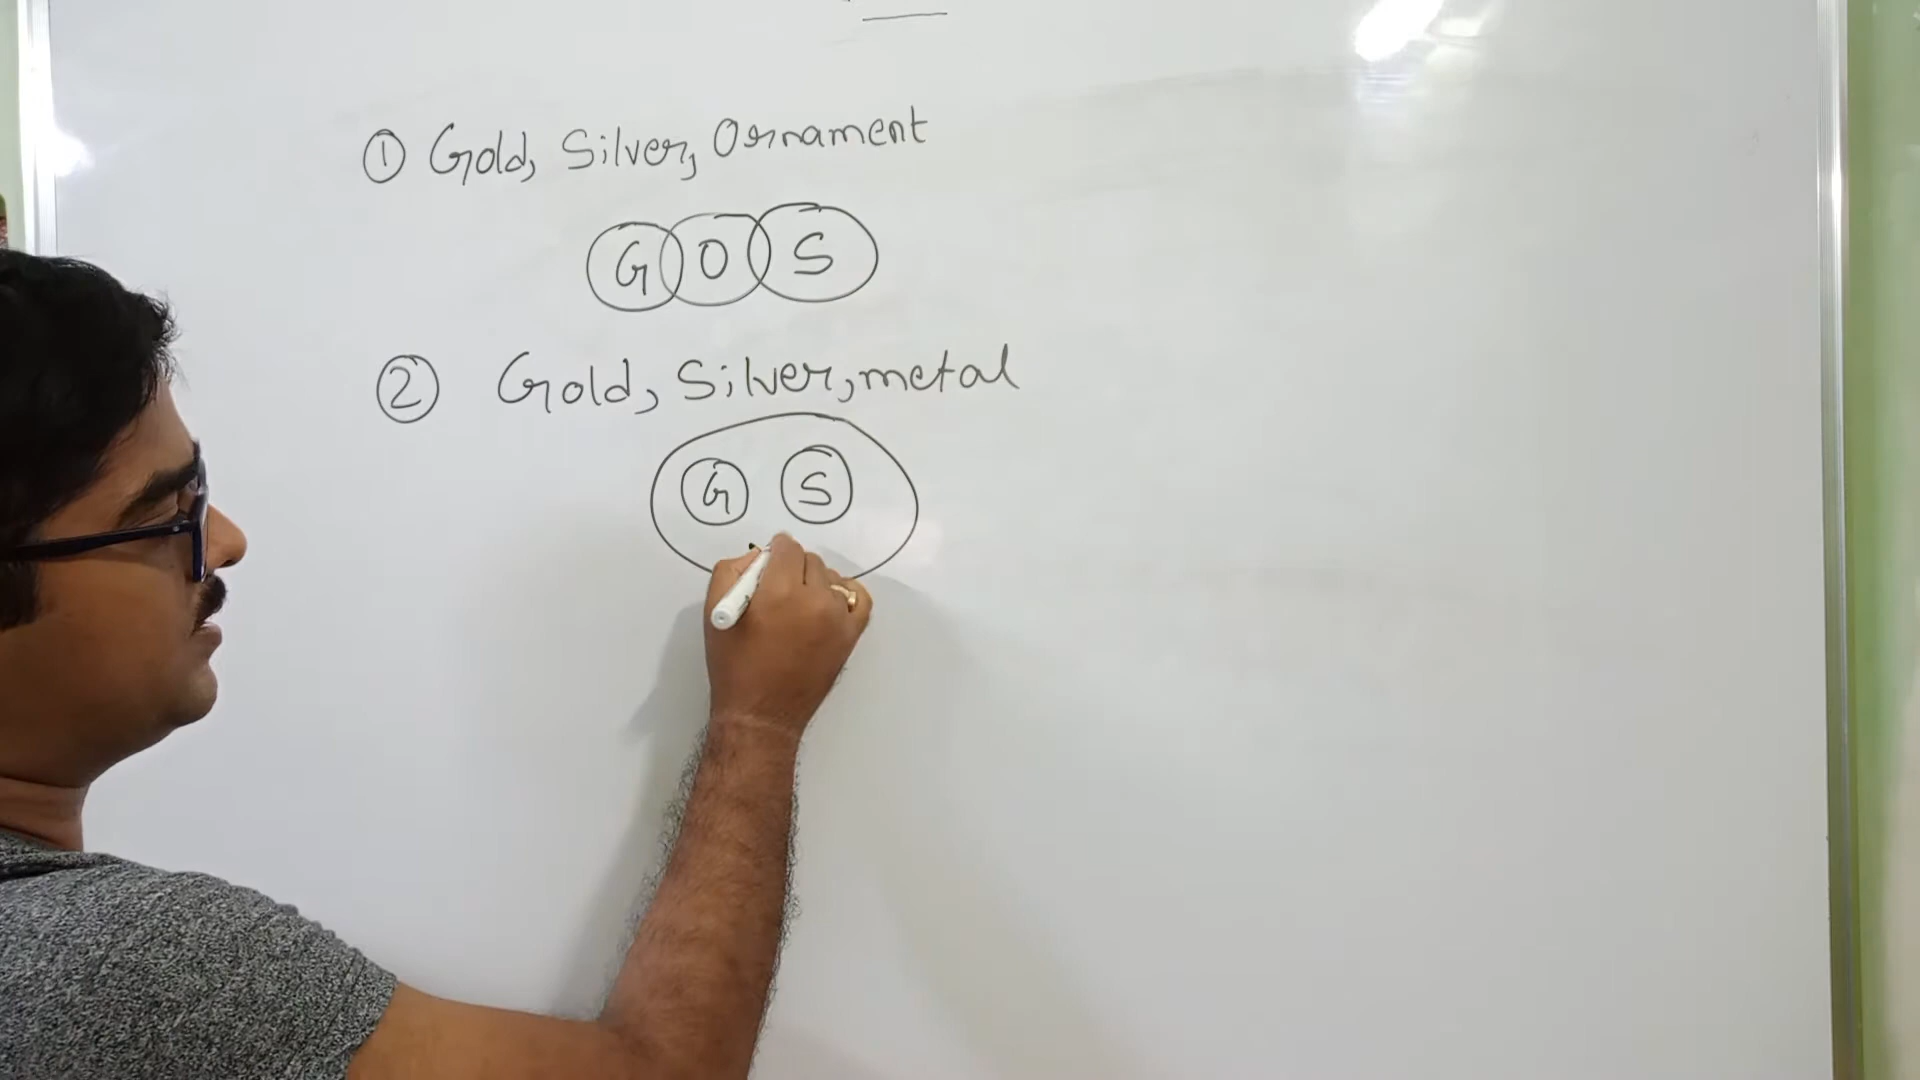 ① Gold, Silver, Ornament
G O S
② Gold, Silver, metal
G S